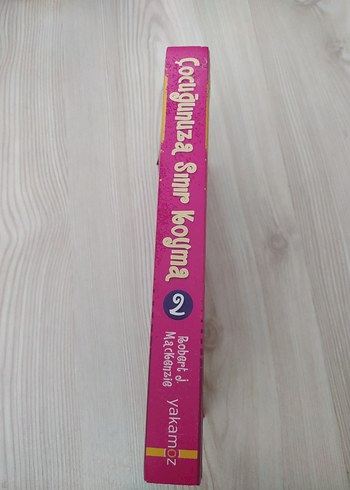 Çocuğunuza Sınır Koyma
2
Robert J.
Mackenzie
yakamoz